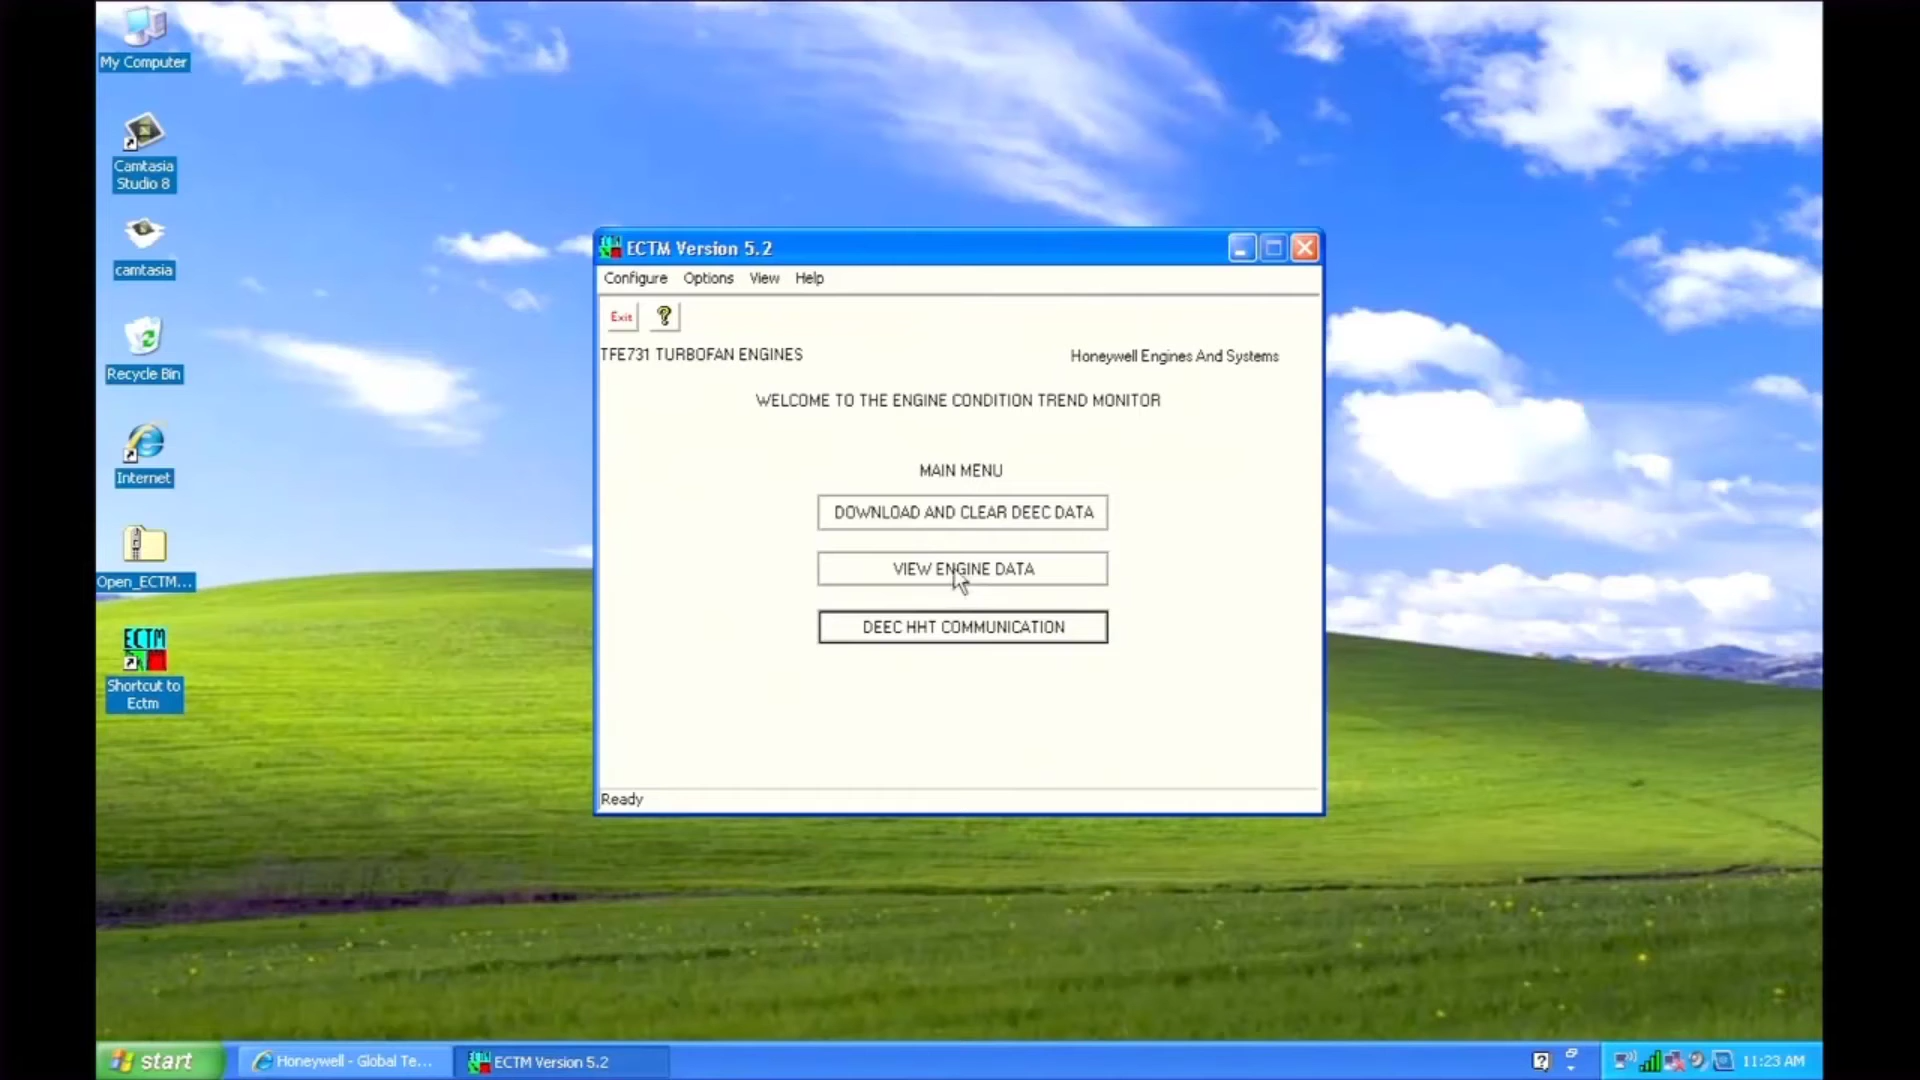 My Computer
Camtasia
Studio 8
camtasia
Recycle Bin
Internet
Open_ECTM...
ECTM
Shortcut to
Ectm
ECTM Version 5.2
Configure Options View Help
Exit ?
TFE731 TURBOFAN ENGINES
Honeywell Engines And Systems
WELCOME TO THE ENGINE CONDITION TREND MONITOR
MAIN MENU
DOWNLOAD AND CLEAR DEEC DATA
VIEW ENGINE DATA
DEEC HHT COMMUNICATION
Ready
start
Honeywell - Global Te...
ECTM Version 5.2
?
11:23 AM